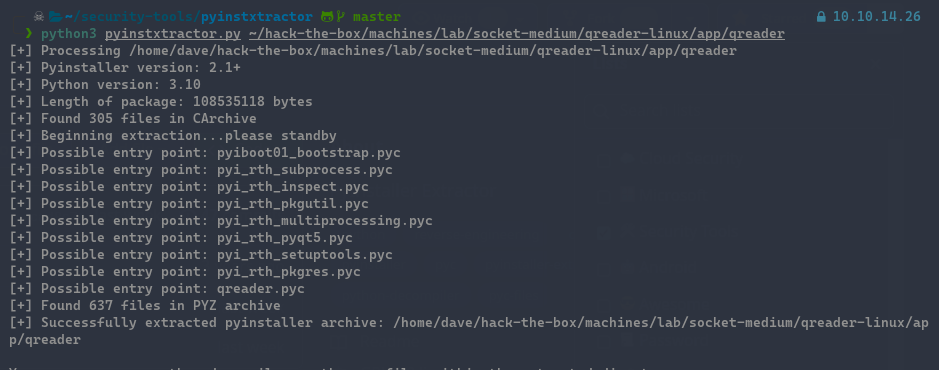 ~/security-tools/pyinstxtractor master 10.10.14.26
❯ python3 pyinstxtractor.py ~/hack-the-box/machines/lab/socket-medium/qreader-linux/app/qreader
[+] Processing /home/dave/hack-the-box/machines/lab/socket-medium/qreader-linux/app/qreader
[+] Pyinstaller version: 2.1+
[+] Python version: 3.10
[+] Length of package: 108535118 bytes
[+] Found 305 files in CArchive
[+] Beginning extraction...please standby
[+] Possible entry point: pyiboot01_bootstrap.pyc
[+] Possible entry point: pyi_rth_subprocess.pyc
[+] Possible entry point: pyi_rth_inspect.pyc
[+] Possible entry point: pyi_rth_pkgutil.pyc
[+] Possible entry point: pyi_rth_multiprocessing.pyc
[+] Possible entry point: pyi_rth_pyqt5.pyc
[+] Possible entry point: pyi_rth_setuptools.pyc
[+] Possible entry point: pyi_rth_pkgres.pyc
[+] Possible entry point: qreader.pyc
[+] Found 637 files in PYZ archive
[+] Successfully extracted pyinstaller archive: /home/dave/hack-the-box/machines/lab/socket-medium/qreader-linux/ap
p/qreader